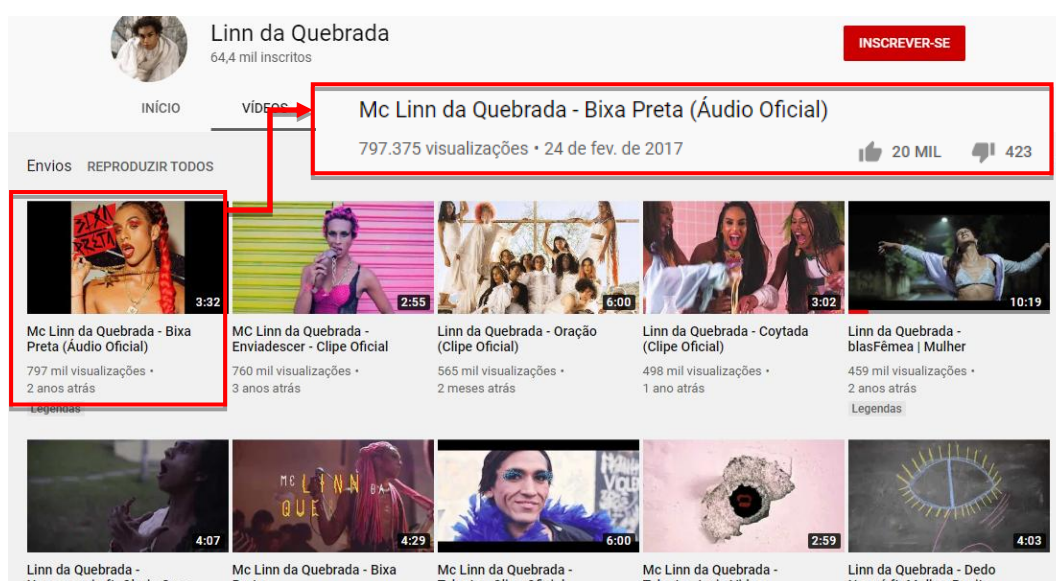 Linn da Quebrada
64,4 mil inscritos
INSCREVER-SE
INÍCIO
VÍDEOS
Mc Linn da Quebrada - Bixa Preta (Áudio Oficial)
797.375 visualizações • 24 de fev. de 2017
20 MIL
423
Envios REPRODUZIR TODOS
BIXA
PRETA
3:32
2:55
6:00
3:02
10:19
Mc Linn da Quebrada - Bixa
Preta (Áudio Oficial)
797 mil visualizações •
2 anos atrás
Legendas
MC Linn da Quebrada -
Enviadescer - Clipe Oficial
760 mil visualizações •
3 anos atrás
Linn da Quebrada - Oração
(Clipe Oficial)
565 mil visualizações •
2 meses atrás
Linn da Quebrada - Coytada
(Clipe Oficial)
498 mil visualizações •
1 ano atrás
Linn da Quebrada -
blasFêmea | Mulher
459 mil visualizações •
2 anos atrás
Legendas
MC LINN
DA
QUE
BA
4:07
4:29
6:00
2:59
4:03
Linn da Quebrada -
Mc Linn da Quebrada - Bixa
Mc Linn da Quebrada -
Mc Linn da Quebrada -
Linn da Quebrada - Dedo